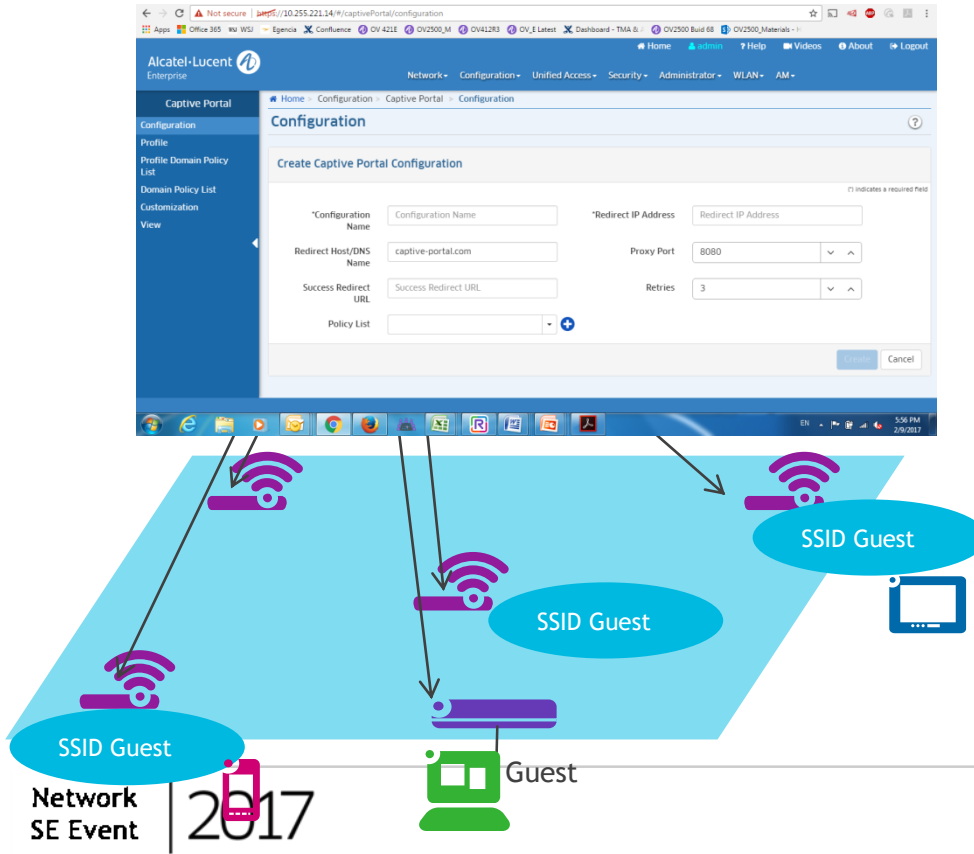 Not secure | https://10.255.221.14/#/captivePortal/configuration
Apps Office 365 WSJ Egencia Confluence OV 421E OV2500_M OV412R3 OV_E Latest Dashboard - TMA & A OV2500 Buid 68 OV2500_Materials - H
Home admin ? Help Videos About Logout
Alcatel·Lucent
Enterprise
Network Configuration Unified Access Security Administrator WLAN AM
Captive Portal
Home > Configuration > Captive Portal > Configuration
Configuration
Configuration
Profile
Profile Domain Policy
List
Domain Policy List
Customization
View
Create Captive Portal Configuration
(*) indicates a required field
*Configuration
Name
Configuration Name
*Redirect IP Address
Redirect IP Address
Redirect Host/DNS
Name
captive-portal.com
Proxy Port
8080
Success Redirect
URL
Success Redirect URL
Retries
3
Policy List
Create
Cancel
EN
5:56 PM
2/9/2017
SSID Guest
SSID Guest
SSID Guest
Guest
Network
SE Event
2017